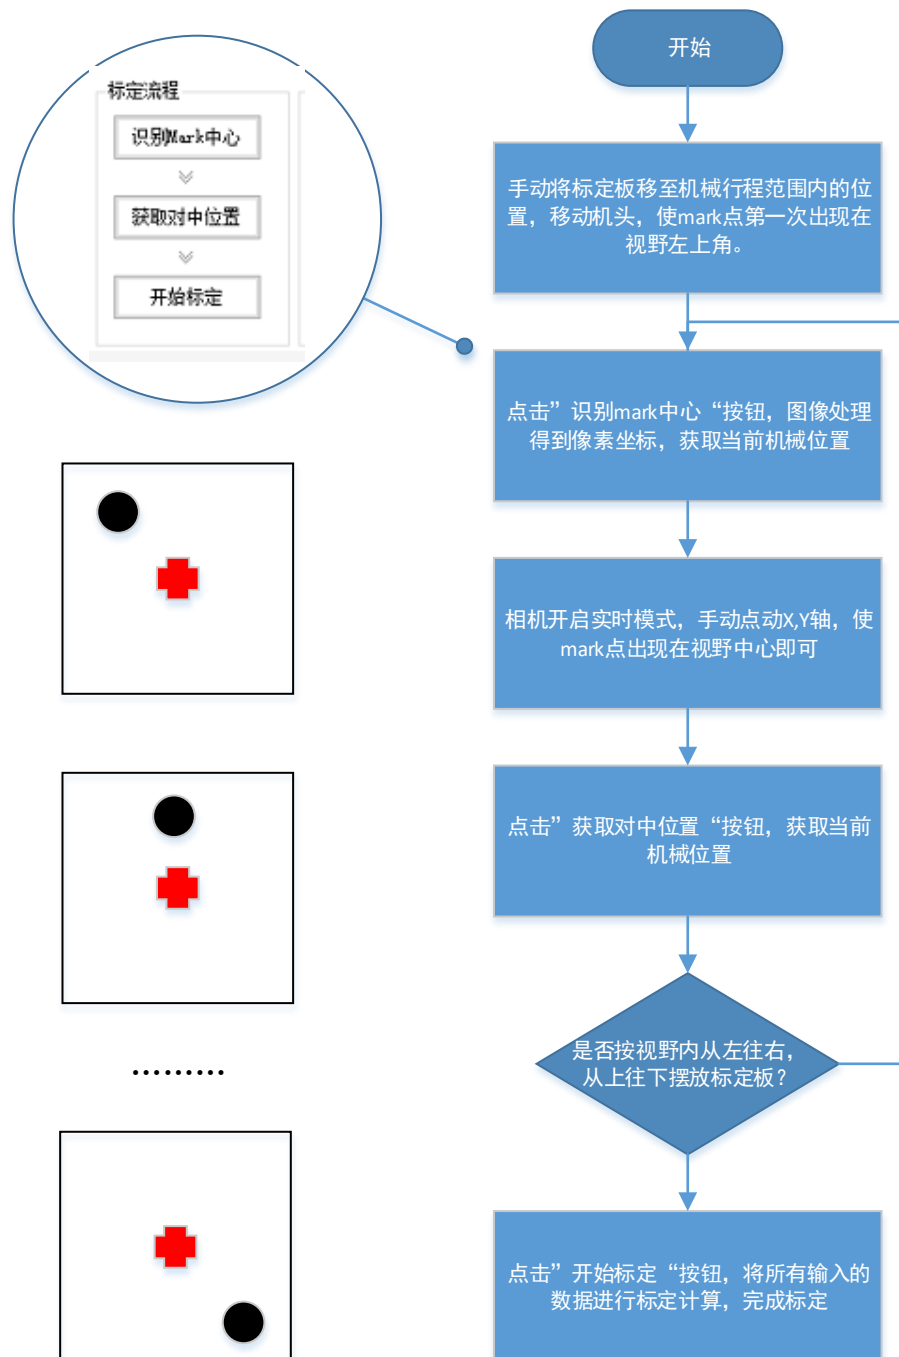 标定流程
识别Mark中心
获取对中位置
开始标定
………
开始
手动将标定板移至机械行程范围内的位
置，移动机头，使mark点第一次出现在
视野左上角。
点击”识别mark中心“按钮，图像处理
得到像素坐标，获取当前机械位置
相机开启实时模式，手动点动X,Y轴，使
mark点出现在视野中心即可
点击”获取对中位置“按钮，获取当前
机械位置
是否按视野内从左往右，
从上往下摆放标定板？
点击”开始标定“按钮，将所有输入的
数据进行标定计算，完成标定